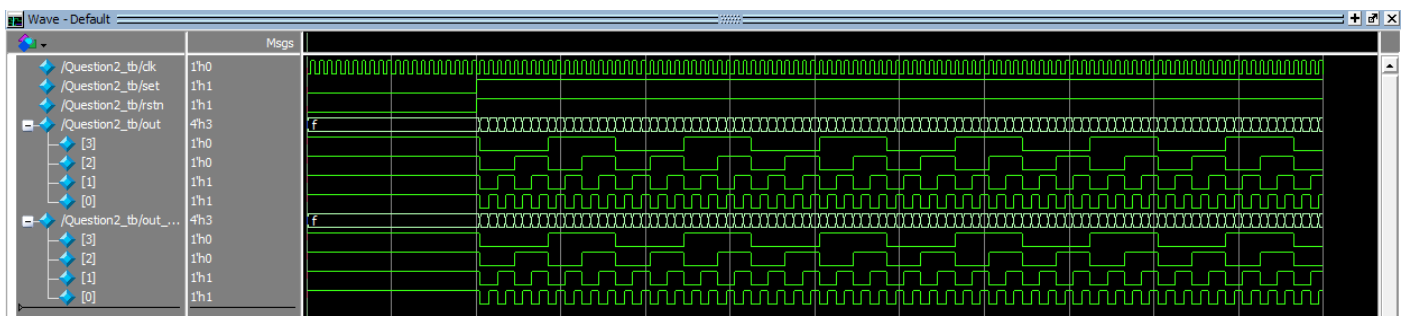 Wave - Default
Msgs
/Question2_tb/clk 1'h0
/Question2_tb/set 1'h1
/Question2_tb/rstn 1'h1
/Question2_tb/out 4'h3 f
[3] 1'h0
[2] 1'h0
[1] 1'h1
[0] 1'h1
/Question2_tb/out_... 4'h3 f
[3] 1'h0
[2] 1'h0
[1] 1'h1
[0] 1'h1